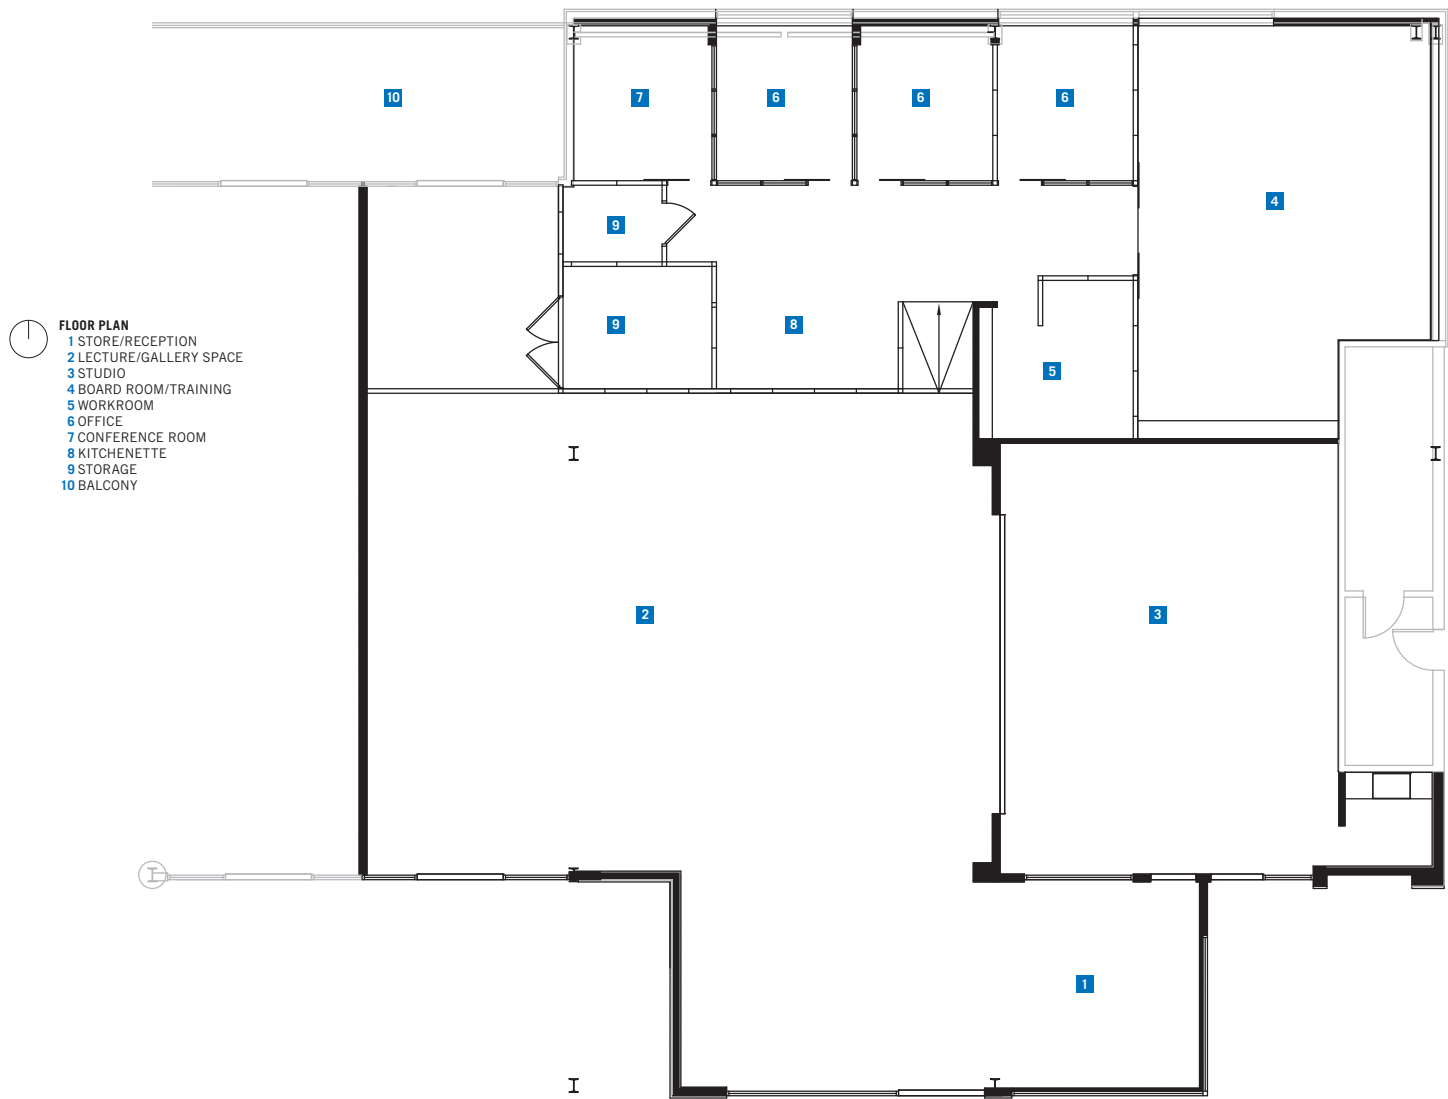 10
7
6
6
6
4
9
9
8
5
FLOOR PLAN
1 STORE/RECEPTION
2 LECTURE/GALLERY SPACE
3 STUDIO
4 BOARD ROOM/TRAINING
5 WORKROOM
6 OFFICE
7 CONFERENCE ROOM
8 KITCHENETTE
9 STORAGE
10 BALCONY
2
3
1